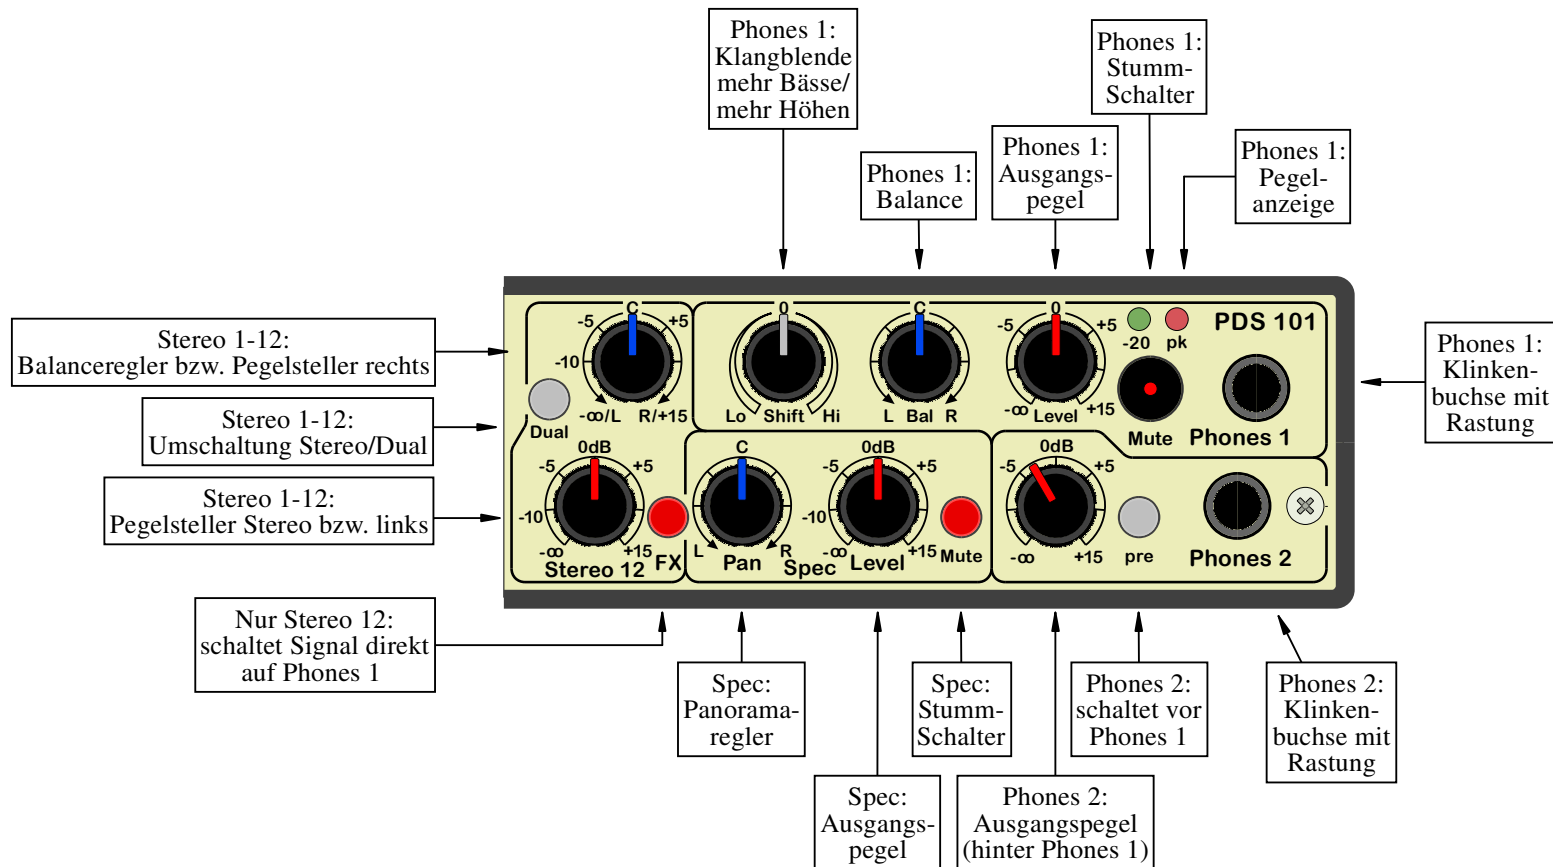 Phones 1:
Klangblende
mehr Bässe/
mehr Höhen
Phones 1:
Stumm-
Schalter
Phones 1:
Balance
Phones 1:
Ausgangs-
pegel
Phones 1:
Pegel-
anzeige
Stereo 1-12:
Balanceregler bzw. Pegelsteller rechts
Stereo 1-12:
Umschaltung Stereo/Dual
Stereo 1-12:
Pegelsteller Stereo bzw. links
Nur Stereo 12:
schaltet Signal direkt
auf Phones 1
C
-5
+5
-10
-∞/L
R/+15
Dual
0
Lo
Shift
Hi
C
L
Bal
R
0
+5
-∞
Level
+15
-20
pk
PDS 101
Mute
Phones 1
0dB
-5
+5
-10
-∞
+15
Stereo 12
FX
C
L
Pan
R
Spec
0dB
-5
+5
-10
-∞
Level
+15
Mute
0dB
-5
+5
-∞
+15
pre
Phones 2
Phones 1:
Klinken-
buchse mit
Rastung
Spec:
Panorama-
regler
Spec:
Ausgangs-
pegel
Spec:
Stumm-
Schalter
Phones 2:
Ausgangspegel
(hinter Phones 1)
Phones 2:
schaltet vor
Phones 1
Phones 2:
Klinken-
buchse mit
Rastung